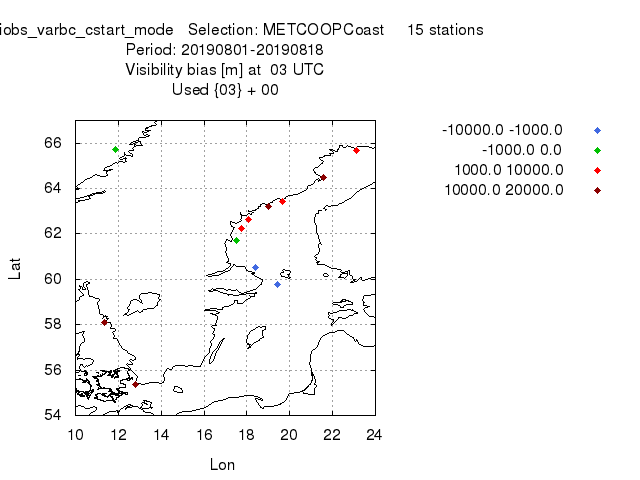 iobs_varbc_cstart_mode Selection: METCOOPCoast 15 stations
Period: 20190801-20190818
Visibility bias [m] at 03 UTC
Used {03} + 00
-10000.0 -1000.0
-1000.0 0.0
1000.0 10000.0
10000.0 20000.0
66
64
62
60
58
56
54
Lat
10 12 14 16 18 20 22 24
Lon